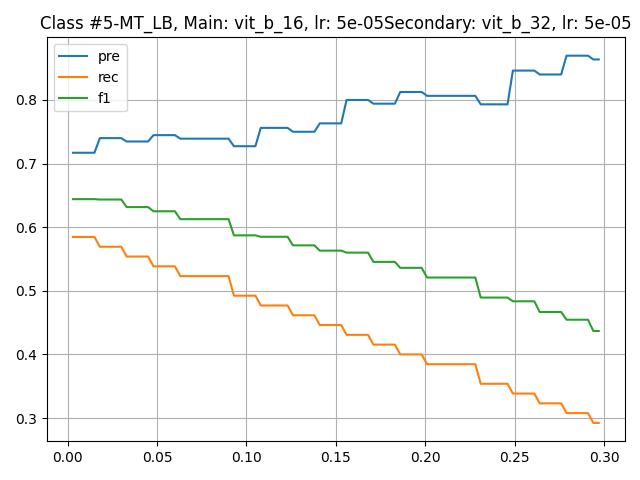 Class #5-MT_LB, Main: vit_b_16, lr: 5e-05Secondary: vit_b_32, lr: 5e-05
pre
rec
f1
0.8
0.7
0.6
0.5
0.4
0.3
0.00 0.05 0.10 0.15 0.20 0.25 0.30